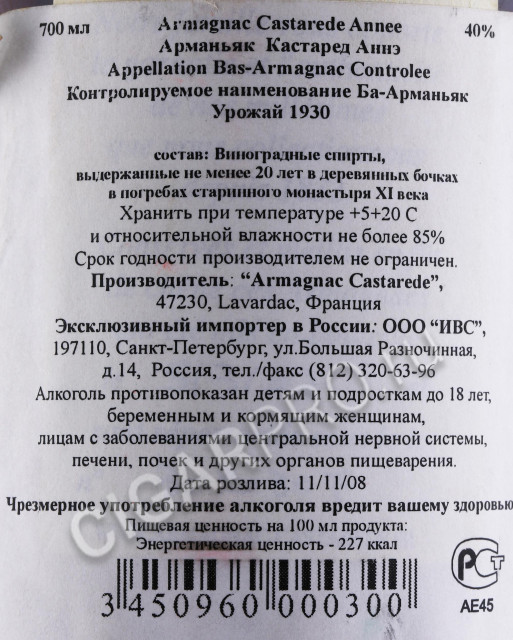 700 мл
Armagnac Castarede Annee
40%
Арманьяк Кастаред Аннэ
Appellation Bas-Armagnac Controlee
Контролируемое наименование Ба-Арманьяк
Урожай 1930
состав: Виноградные спирты,
выдержанные не менее 20 лет в деревянных бочках
в погребах старинного монастыря XI века
Хранить при температуре +5+20 С
и относительной влажности не более 85%
Срок годности производителем не ограничен.
Производитель: “Armagnac Castarede”,
47230, Lavardac, Франция
Эксклюзивный импортер в России: ООО “ИВС”,
197110, Санкт-Петербург, ул.Большая Разночинная,
д.14, Россия, тел./факс (812) 320-63-96
Алкоголь противопоказан детям и подросткам до 18 лет,
беременным и кормящим женщинам,
лицам с заболеваниями центральной нервной системы,
печени, почек и других органов пищеварения.
Дата розлива: 11/11/08
Чрезмерное употребление алкоголя вредит вашему здоровью
Пищевая ценность на 100 мл продукта:
Энергетическая ценность - 227 ккал
3 450960 000300
РСТ
АЕ45
CIGARPRO.ru